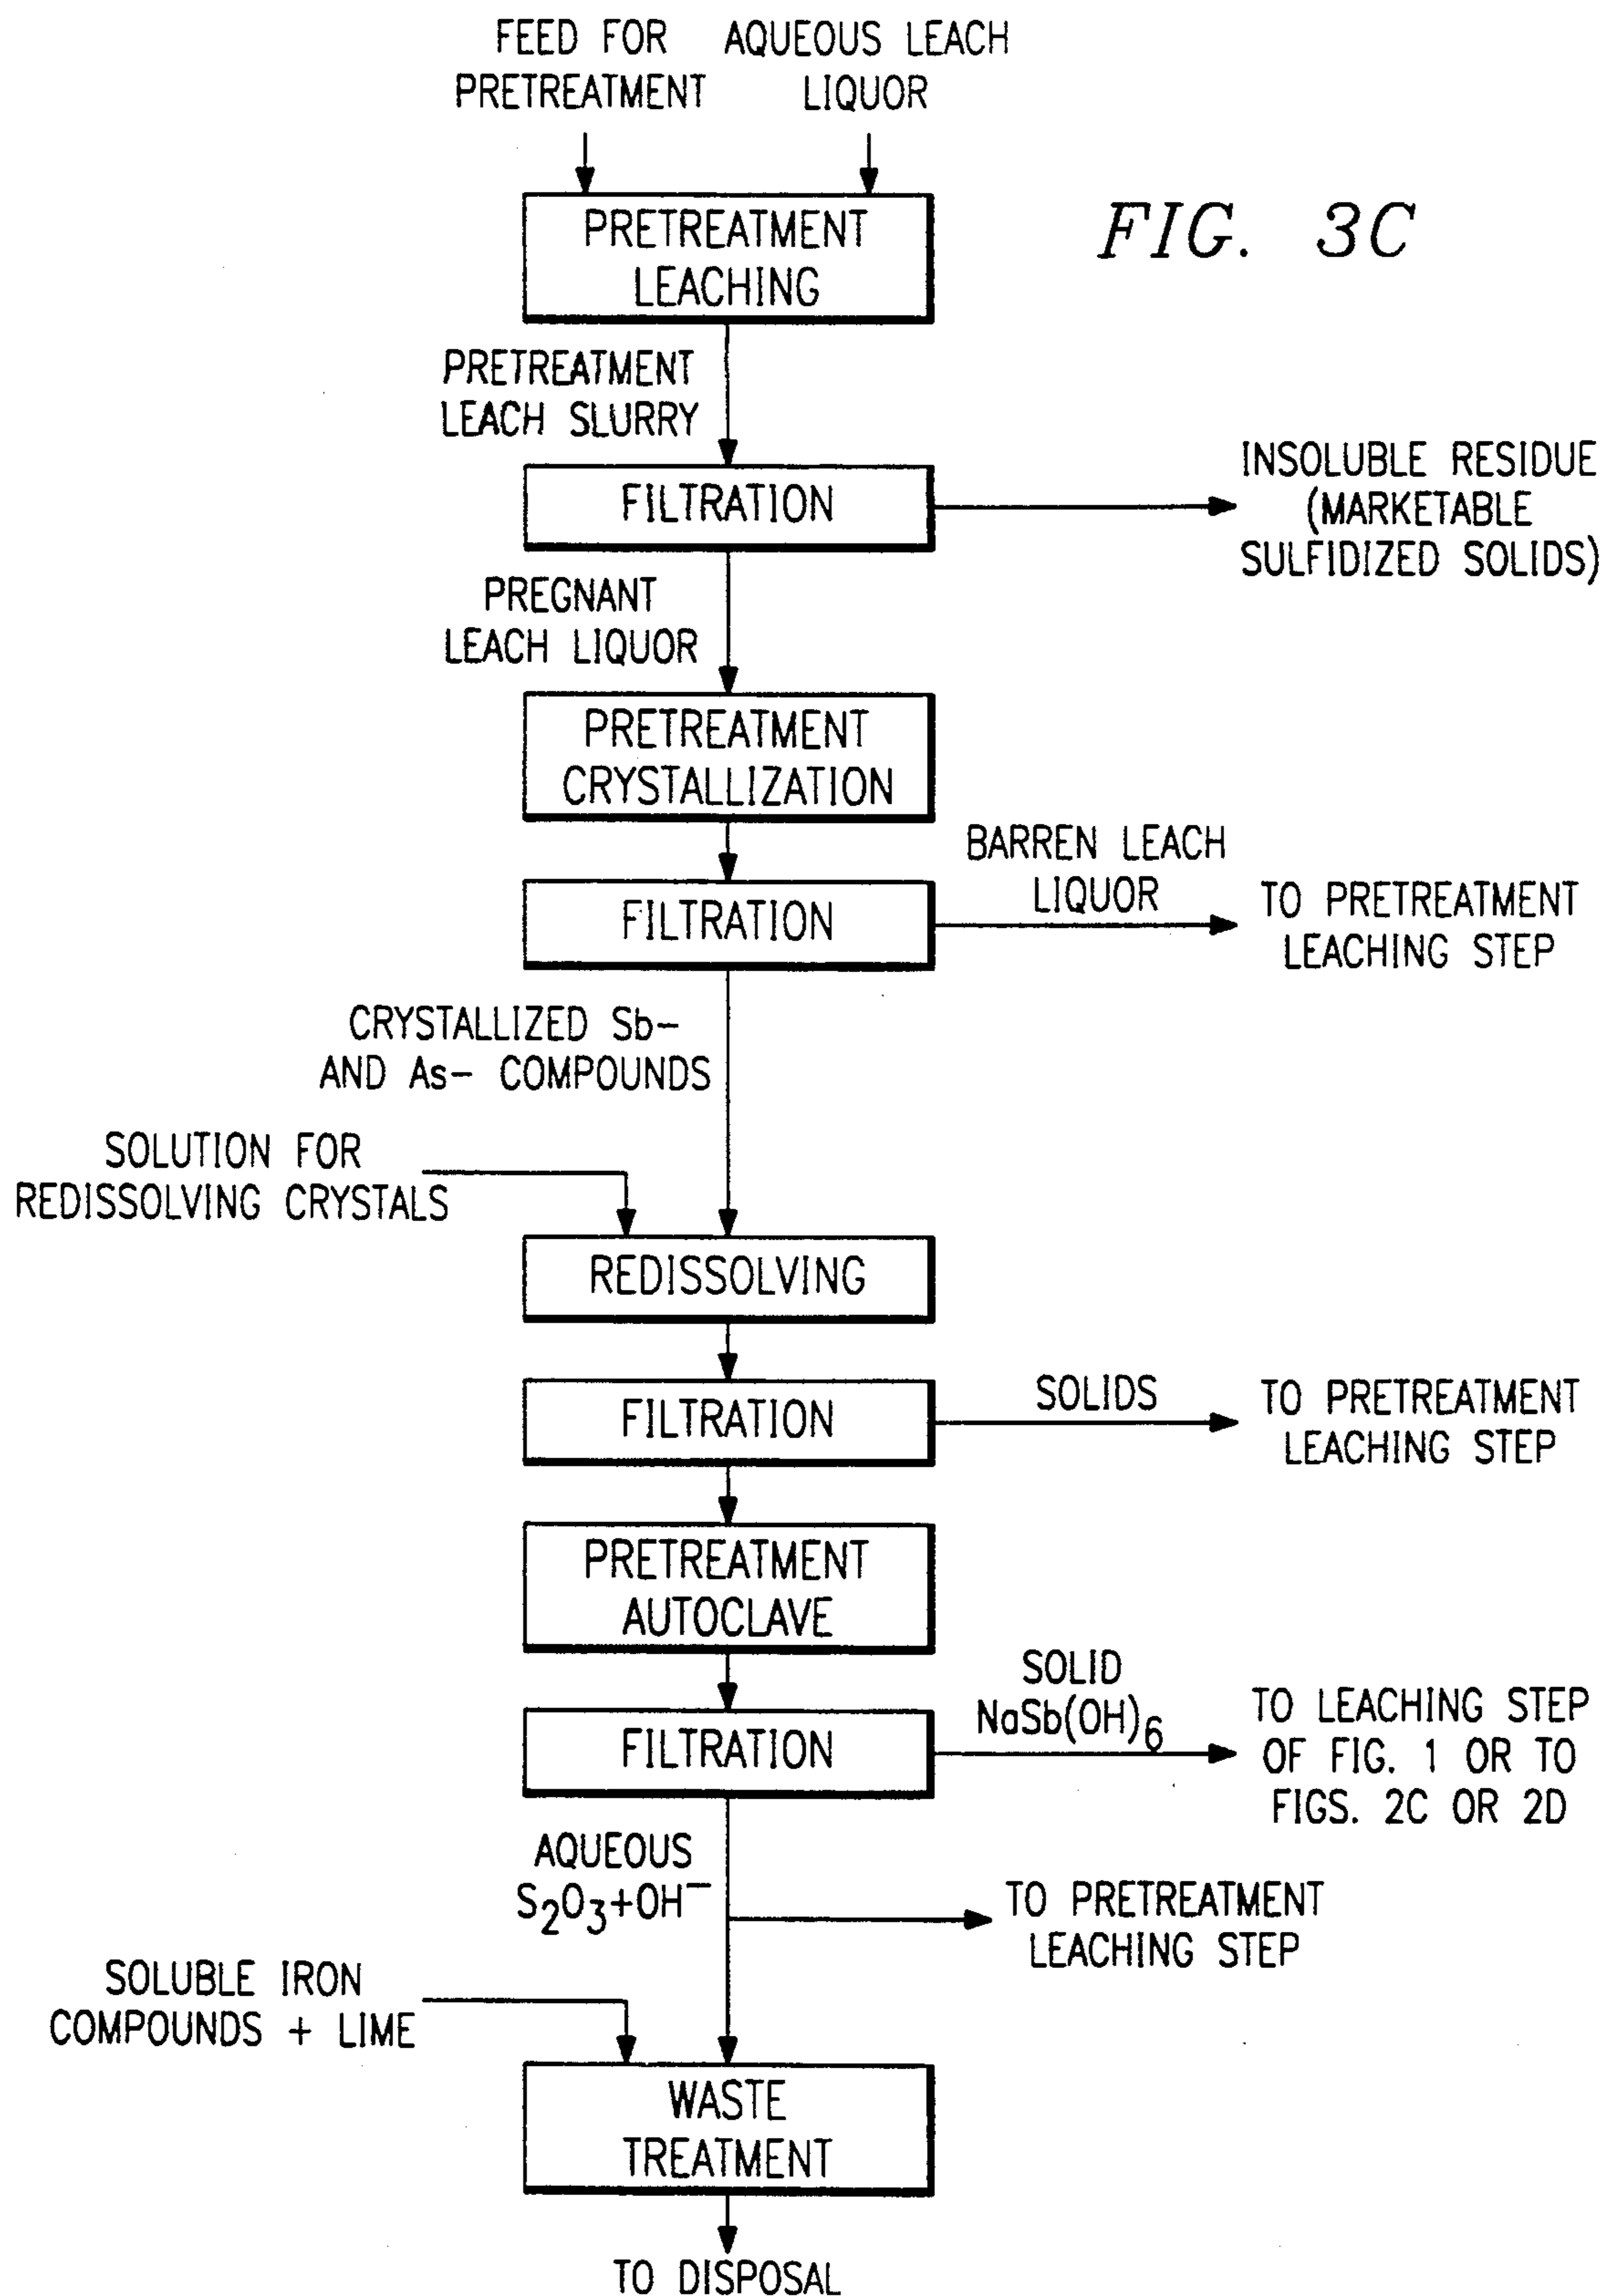 FEED FOR
PRETREATMENT
AQUEOUS LEACH
LIQUOR
PRETREATMENT
LEACHING
FIG. 3C
PRETREATMENT
LEACH SLURRY
FILTRATION
INSOLUBLE RESIDUE
(MARKETABLE
SULFIDIZED SOLIDS)
PREGNANT
LEACH LIQUOR
PRETREATMENT
CRYSTALLIZATION
BARREN LEACH
LIQUOR
FILTRATION
TO PRETREATMENT
LEACHING STEP
CRYSTALLIZED Sb-
AND As- COMPOUNDS
SOLUTION FOR
REDISSOLVING CRYSTALS
REDISSOLVING
FILTRATION
SOLIDS
TO PRETREATMENT
LEACHING STEP
PRETREATMENT
AUTOCLAVE
FILTRATION
SOLID
NaSb(OH)₆
TO LEACHING STEP
OF FIG. 1 OR TO
FIGS. 2C OR 2D
AQUEOUS
S₂O₃+OH⁻
TO PRETREATMENT
LEACHING STEP
SOLUBLE IRON
COMPOUNDS + LIME
WASTE
TREATMENT
TO DISPOSAL